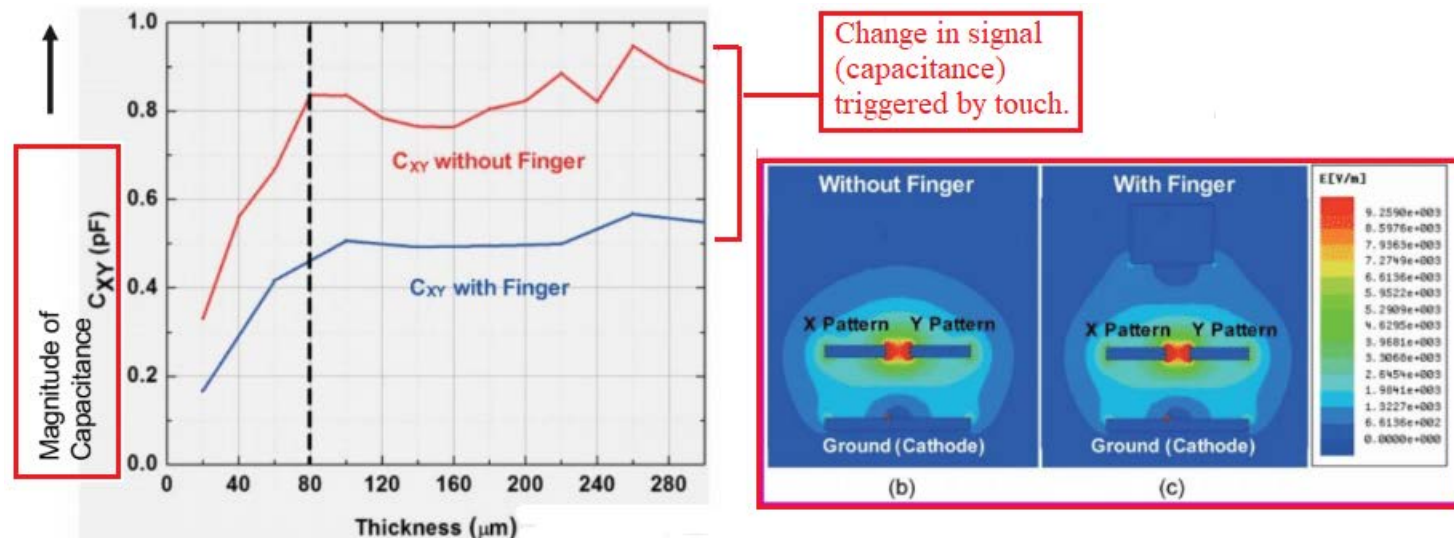 Magnitude of
Capacitance
C_XY (pF)
1.0
0.8
0.6
0.4
0.2
0.0
C_XY without Finger
C_XY with Finger
0 40 80 120 160 200 240 280
Thickness (μm)
Change in signal
(capacitance)
triggered by touch.
Without Finger
X Pattern Y Pattern
Ground (Cathode)
(b)
With Finger
X Pattern Y Pattern
Ground (Cathode)
(c)
E[V/m]
9.2590e+003
8.5976e+003
7.9363e+003
7.2749e+003
6.6136e+003
5.9522e+003
5.2909e+003
4.6295e+003
3.9681e+003
3.3068e+003
2.6454e+003
1.9841e+003
1.3227e+003
6.6136e+002
0.0000e+000